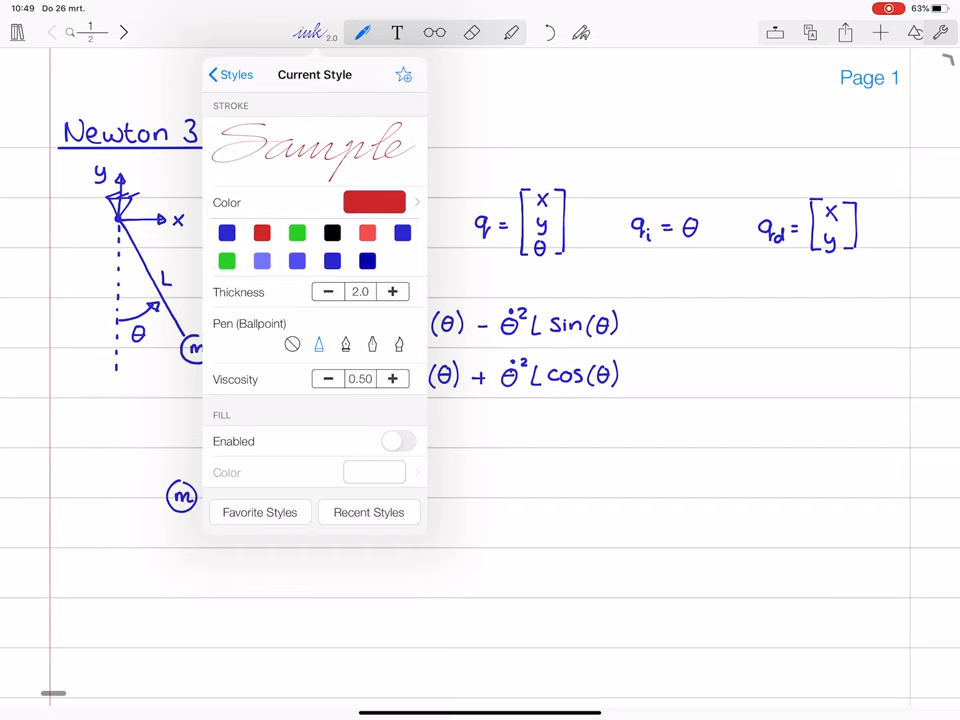 10:49 Do 26 mrt. 63%
1
2
ink 2.0 T
Page 1
Styles Current Style
STROKE
Sample
Newton 3
Color
y
x
q = [x y θ]
q_i = θ
q_d = [x y]
Thickness 2.0
L
θ
Pen (Ballpoint)
(θ) - θ̇² L sin(θ)
m
(θ) + θ̇² L cos(θ)
Viscosity 0.50
FILL
Enabled
Color
m
Favorite Styles Recent Styles